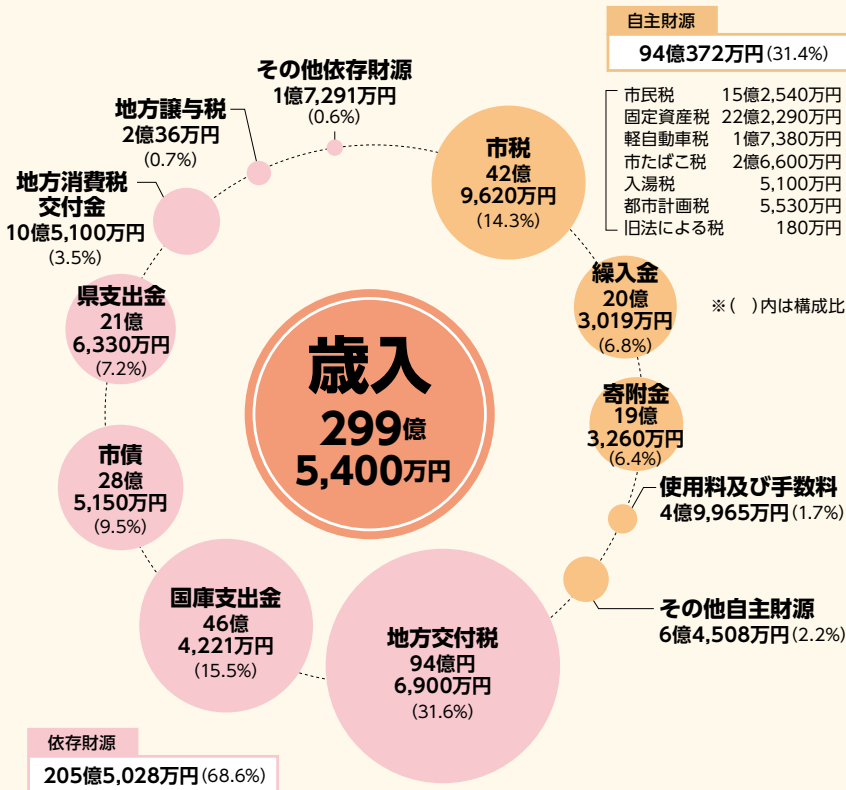 自主財源
94億372万円(31.4%)
市民税 15億2,540万円
固定資産税 22億2,290万円
軽自動車税 1億7,380万円
市たばこ税 2億6,600万円
入湯税 5,100万円
都市計画税 5,530万円
旧法による税 180万円
※(　)内は構成比
歳入
299億
5,400万円
市税
42億
9,620万円
(14.3%)
繰入金
20億
3,019万円
(6.8%)
寄附金
19億
3,260万円
(6.4%)
使用料及び手数料
4億9,965万円(1.7%)
その他自主財源
6億4,508万円(2.2%)
地方交付税
94億円
6,900万円
(31.6%)
国庫支出金
46億
4,221万円
(15.5%)
市債
28億
5,150万円
(9.5%)
県支出金
21億
6,330万円
(7.2%)
地方消費税
交付金
10億5,100万円
(3.5%)
地方譲与税
2億36万円
(0.7%)
その他依存財源
1億7,291万円
(0.6%)
依存財源
205億5,028万円(68.6%)